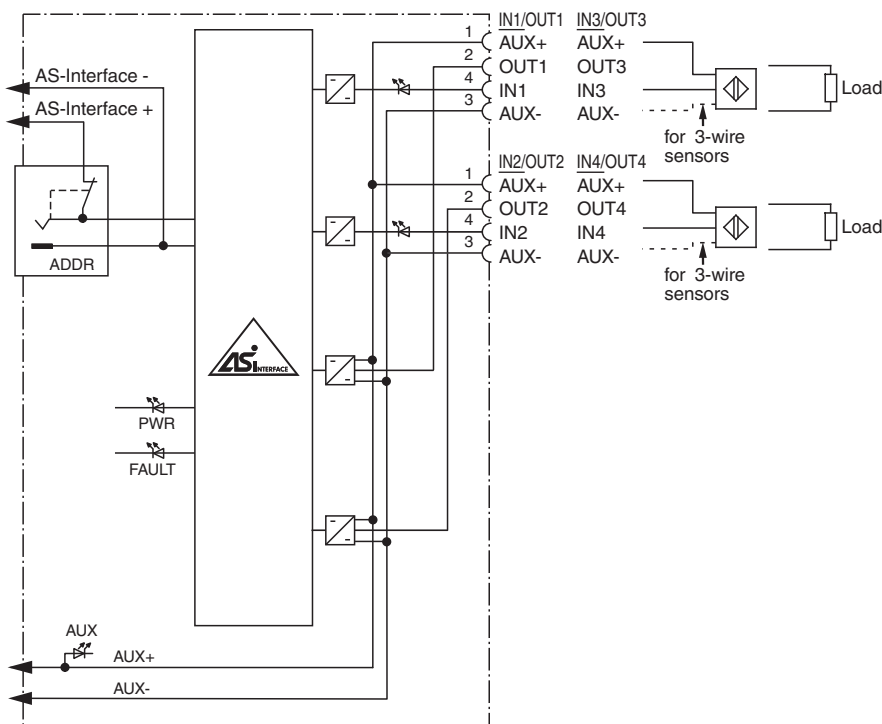 IN1/OUT1 IN3/OUT3
1 AUX+ AUX+
2 OUT1 OUT3
4 IN1 IN3
3 AUX- AUX-
Load
for 3-wire
sensors
AS-Interface -
AS-Interface +
ADDR
IN2/OUT2 IN4/OUT4
1 AUX+ AUX+
2 OUT2 OUT4
4 IN2 IN4
3 AUX- AUX-
Load
for 3-wire
sensors
ASi INTERFACE
PWR
FAULT
AUX
AUX+
AUX-